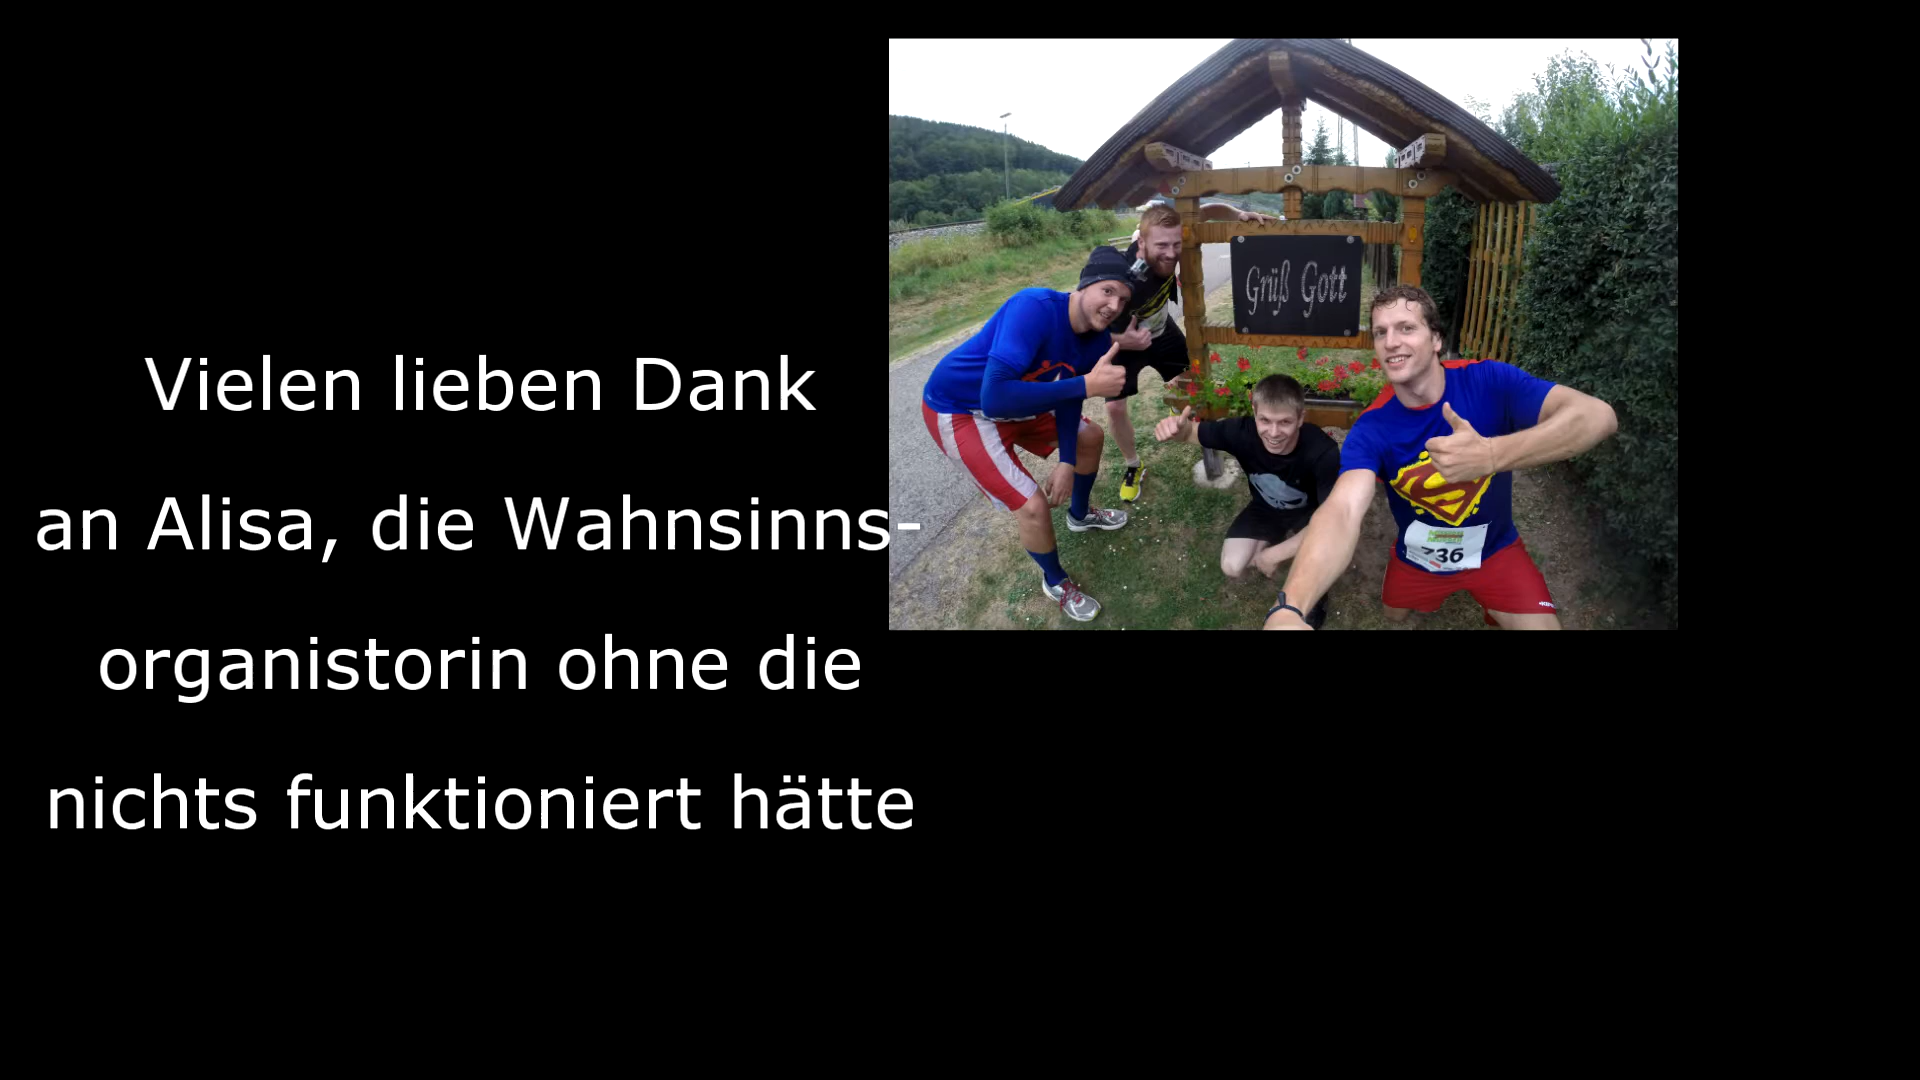 Vielen lieben Dank
an Alisa, die Wahnsinns-
organistorin ohne die
nichts funktioniert hätte
Grüß Gott
736